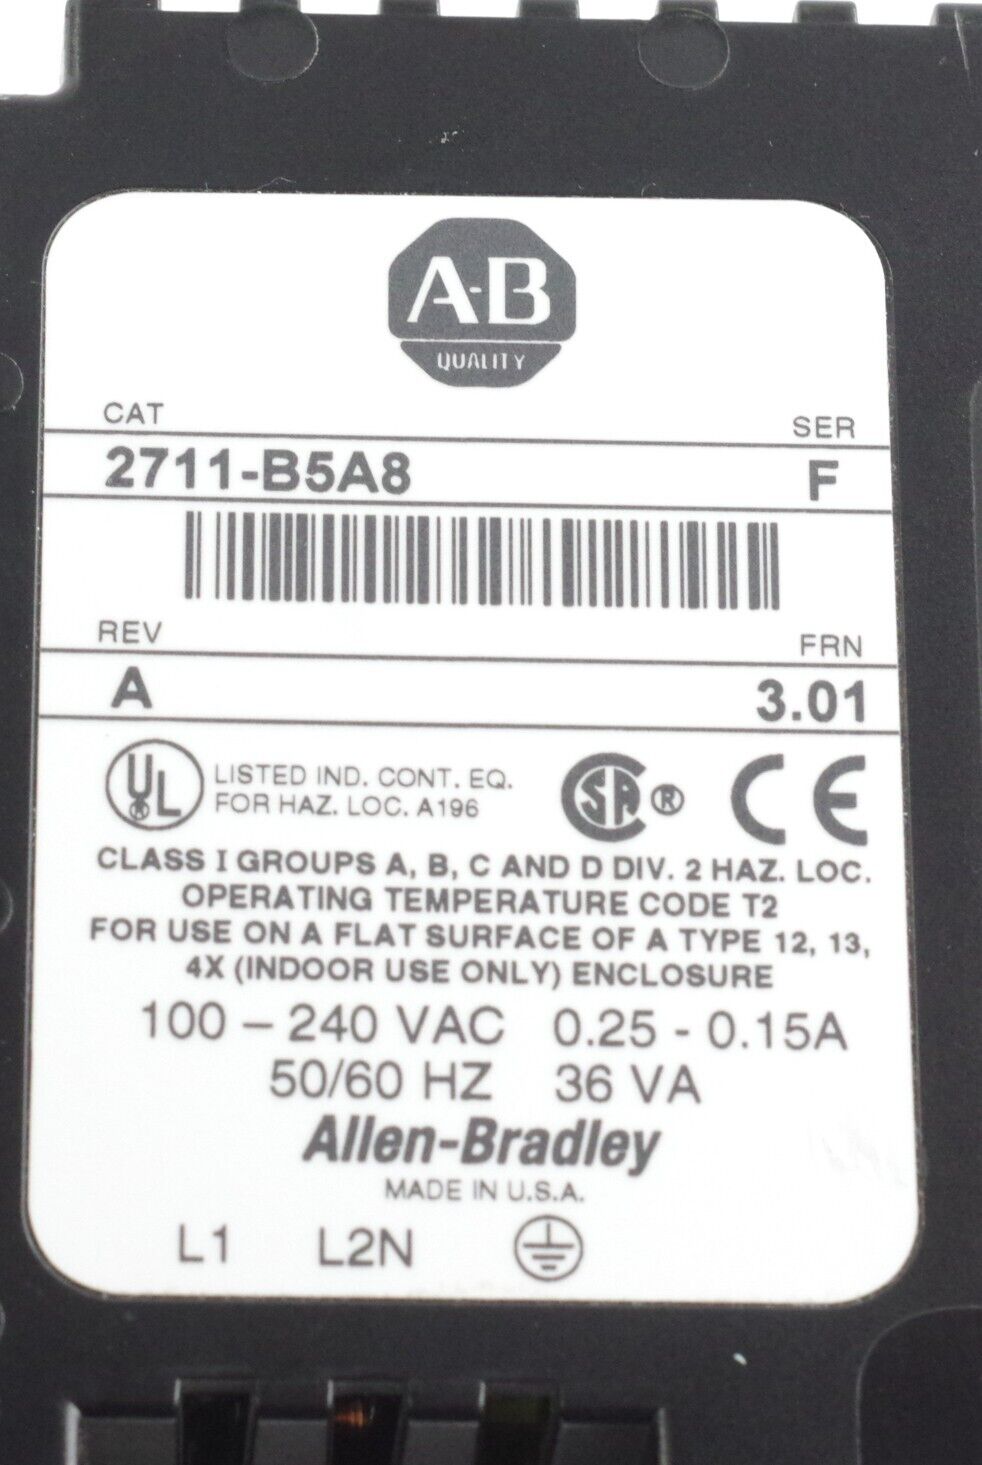 A-B
QUALITY
CAT
SER
2711-B5A8
F
REV
FRN
A
3.01
UL® LISTED IND. CONT. EQ.
FOR HAZ. LOC. A196
SA ® CE
CLASS I GROUPS A, B, C AND D DIV. 2 HAZ. LOC.
OPERATING TEMPERATURE CODE T2
FOR USE ON A FLAT SURFACE OF A TYPE 12, 13,
4X (INDOOR USE ONLY) ENCLOSURE
100 – 240 VAC 0.25 - 0.15A
50/60 HZ 36 VA
Allen-Bradley
MADE IN U.S.A.
L1 L2N